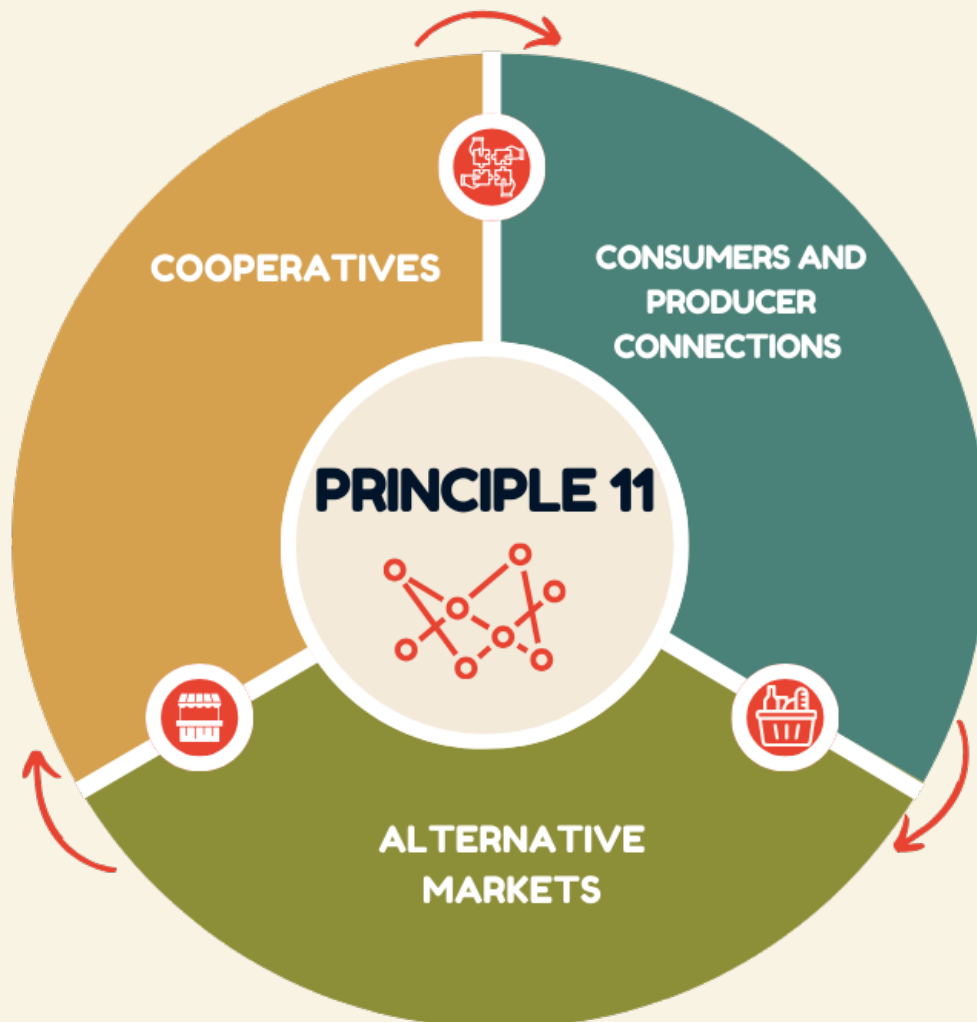 COOPERATIVES
CONSUMERS AND
PRODUCER
CONNECTIONS
PRINCIPLE 11
ALTERNATIVE
MARKETS